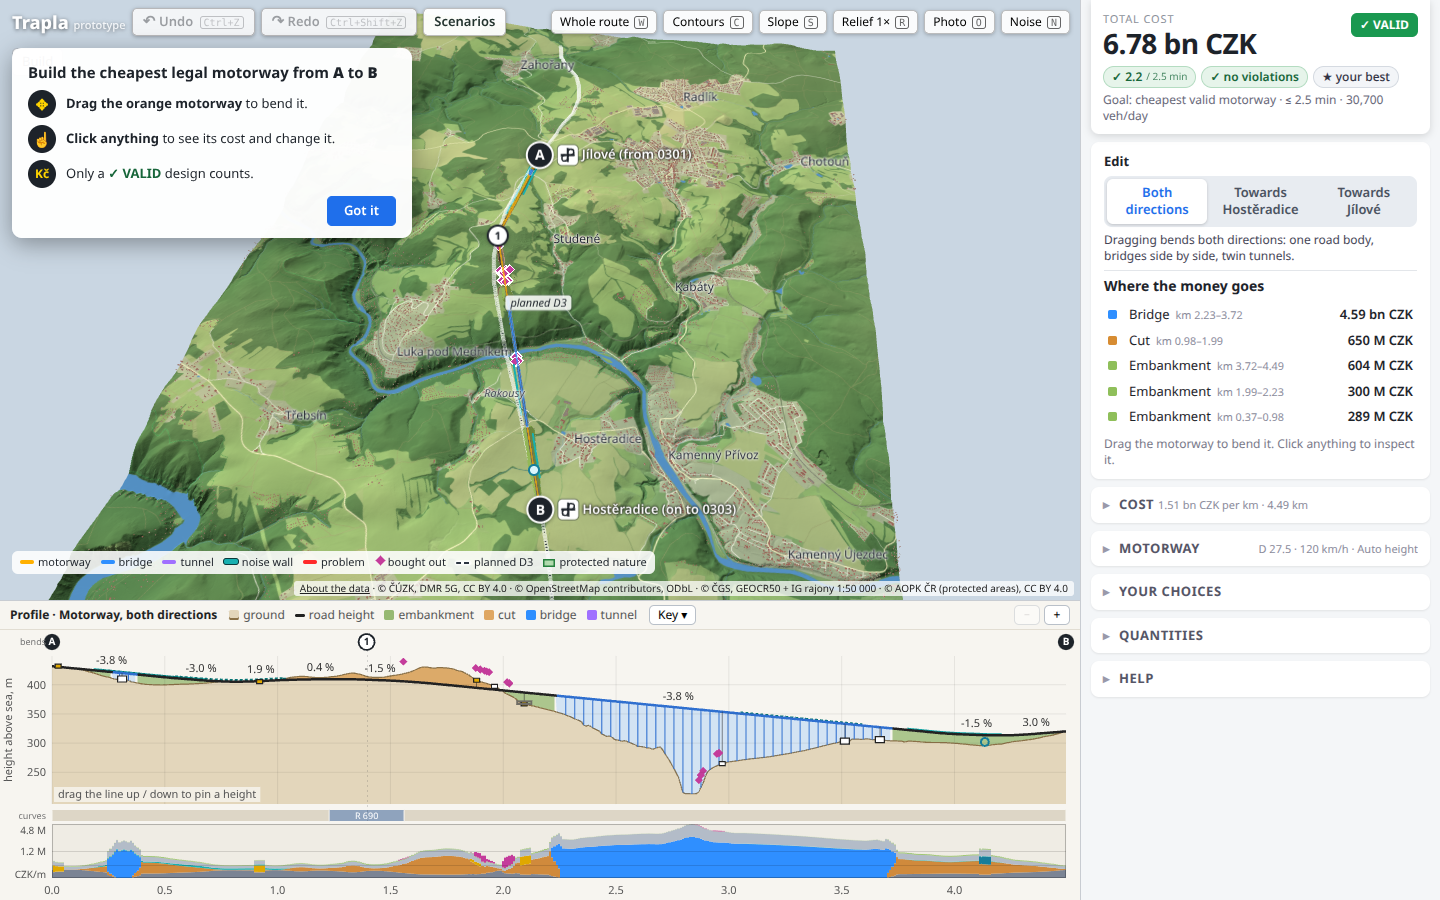 Trapla prototype
↶ Undo Ctrl+Z
↷ Redo Ctrl+Shift+Z
Scenarios
Whole route W
Contours C
Slope S
Relief 1× R
Photo O
Noise N
Build the cheapest legal motorway from A to B
Drag the orange motorway to bend it.
Click anything to see its cost and change it.
Kč Only a ✓ VALID design counts.
Got it
Zahořany
Radlík
Chotouň
A Jílové (from 0301)
1
Studené
Kabáty
planned D3
Luka pod Medníkem
Rakousy
Třebsín
Hostěradice
Kamenný Přívoz
B Hostěradice (on to 0303)
Kamenný Újezdec
motorway bridge tunnel noise wall problem bought out planned D3 protected nature
About the data · © ČÚZK, DMR 5G, CC BY 4.0 · © OpenStreetMap contributors, ODbL · © ČGS, GEOCR50 + IG rajony 1:50 000 · © AOPK ČR (protected areas), CC BY 4.0
TOTAL COST
6.78 bn CZK
✓ VALID
✓ 2.2 / 2.5 min
✓ no violations
★ your best
Goal: cheapest valid motorway · ≤ 2.5 min · 30,700
veh/day
Edit
Both
directions
Towards
Hostěradice
Towards
Jílové
Dragging bends both directions: one road body,
bridges side by side, twin tunnels.
Where the money goes
Bridge km 2.23–3.72 4.59 bn CZK
Cut km 0.98–1.99 650 M CZK
Embankment km 3.72–4.49 604 M CZK
Embankment km 1.99–2.23 300 M CZK
Embankment km 0.37–0.98 289 M CZK
Drag the motorway to bend it. Click anything to inspect
it.
▶ COST 1.51 bn CZK per km · 4.49 km
▶ MOTORWAY D 27.5 · 120 km/h · Auto height
▶ YOUR CHOICES
▶ QUANTITIES
▶ HELP
Profile · Motorway, both directions ground road height embankment cut bridge tunnel Key ▾ − +
bends A 1 B
-3.8 % -3.0 % 1.9 % 0.4 % -1.5 % -3.8 % -1.5 % 3.0 %
height above sea, m
400
350
300
250
drag the line up / down to pin a height
curves R 690
4.8 M
1.2 M
CZK/m
0.0 0.5 1.0 1.5 2.0 2.5 3.0 3.5 4.0